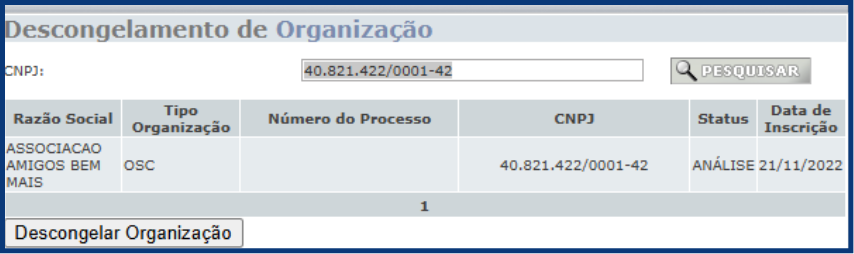 Descongelamento de Organização
CNPJ: 40.821.422/0001-42 PESQUISAR
Razão Social Tipo Organização Número do Processo CNPJ Status Data de Inscrição
ASSOCIACAO AMIGOS BEM MAIS OSC 40.821.422/0001-42 ANÁLISE 21/11/2022
1
Descongelar Organização